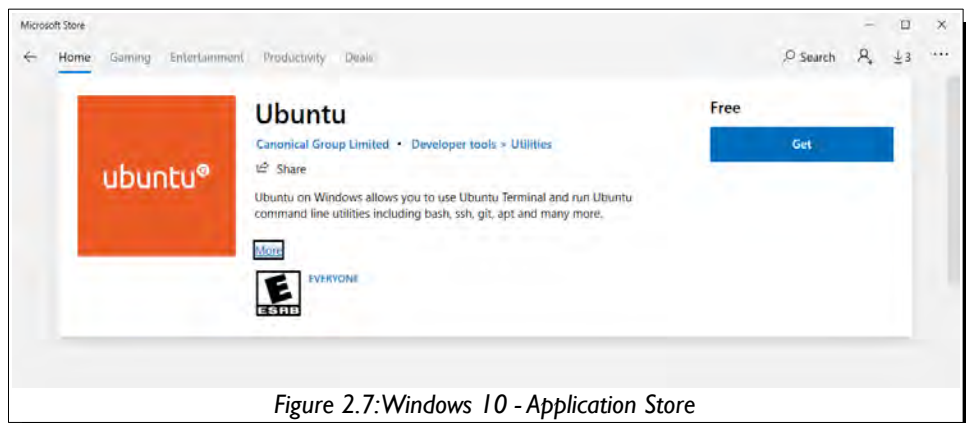 Microsoft Store
Home Gaming Entertainment Productivity Deals Search 3
ubuntu®
Ubuntu
Canonical Group Limited • Developer tools > Utilities
Share
Ubuntu on Windows allows you to use Ubuntu Terminal and run Ubuntu
command line utilities including bash, ssh, git, apt and many more.
More
E
ESRB
EVERYONE
Free
Get
Figure 2.7:Windows 10 - Application Store